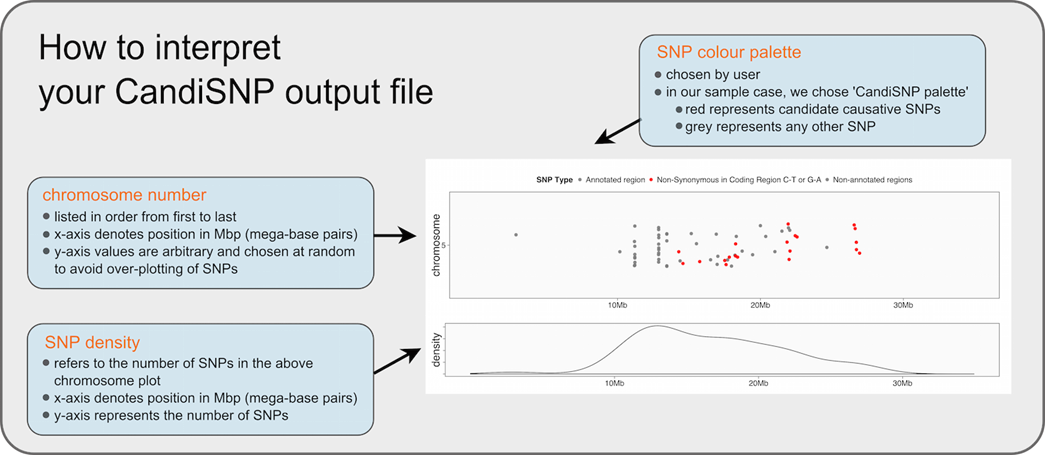 How to interpret
your CandiSNP output file
SNP colour palette
chosen by user
in our sample case, we chose 'CandiSNP palette'
red represents candidate causative SNPs
grey represents any other SNP
chromosome number
listed in order from first to last
x-axis denotes position in Mbp (mega-base pairs)
y-axis values are arbitrary and chosen at random
to avoid over-plotting of SNPs
SNP density
refers to the number of SNPs in the above
chromosome plot
x-axis denotes position in Mbp (mega-base pairs)
y-axis represents the number of SNPs
SNP Type Annotated region Non-Synonymous in Coding Region C-T or G-A Non-annotated regions
chromosome
5
10Mb 20Mb 30Mb
density
10Mb 20Mb 30Mb